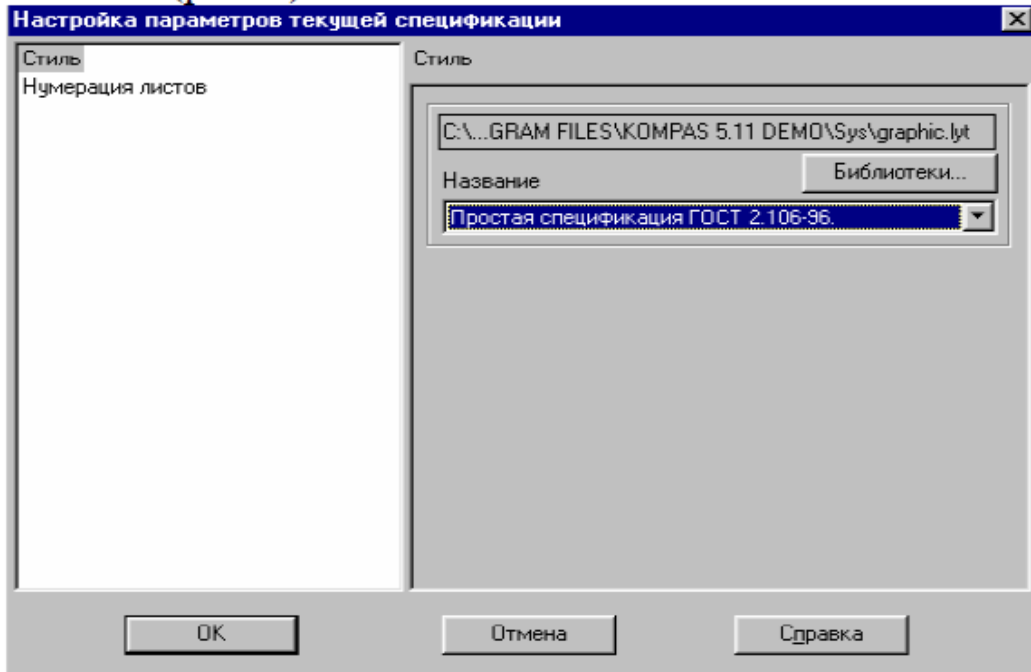 Настройка параметров текущей спецификации
Стиль
Нумерация листов
Стиль
C:\...GRAM FILES\KOMPAS 5.11 DEMO\Sys\graphic.lyt
Библиотеки...
Название
Простая спецификация ГОСТ 2.106-96.
OK
Отмена
Справка